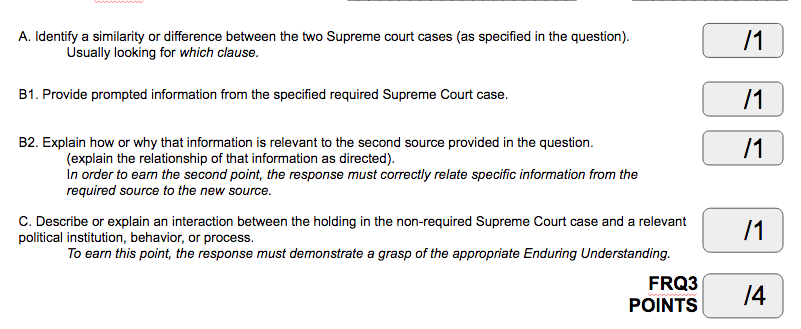 A. Identify a similarity or difference between the two Supreme court cases (as specified in the question).
Usually looking for which clause.
/1
B1. Provide prompted information from the specified required Supreme Court case.
/1
B2. Explain how or why that information is relevant to the second source provided in the question.
(explain the relationship of that information as directed).
In order to earn the second point, the response must correctly relate specific information from the
required source to the new source.
/1
C. Describe or explain an interaction between the holding in the non-required Supreme Court case and a relevant
political institution, behavior, or process.
To earn this point, the response must demonstrate a grasp of the appropriate Enduring Understanding.
/1
FRQ3
POINTS
/4